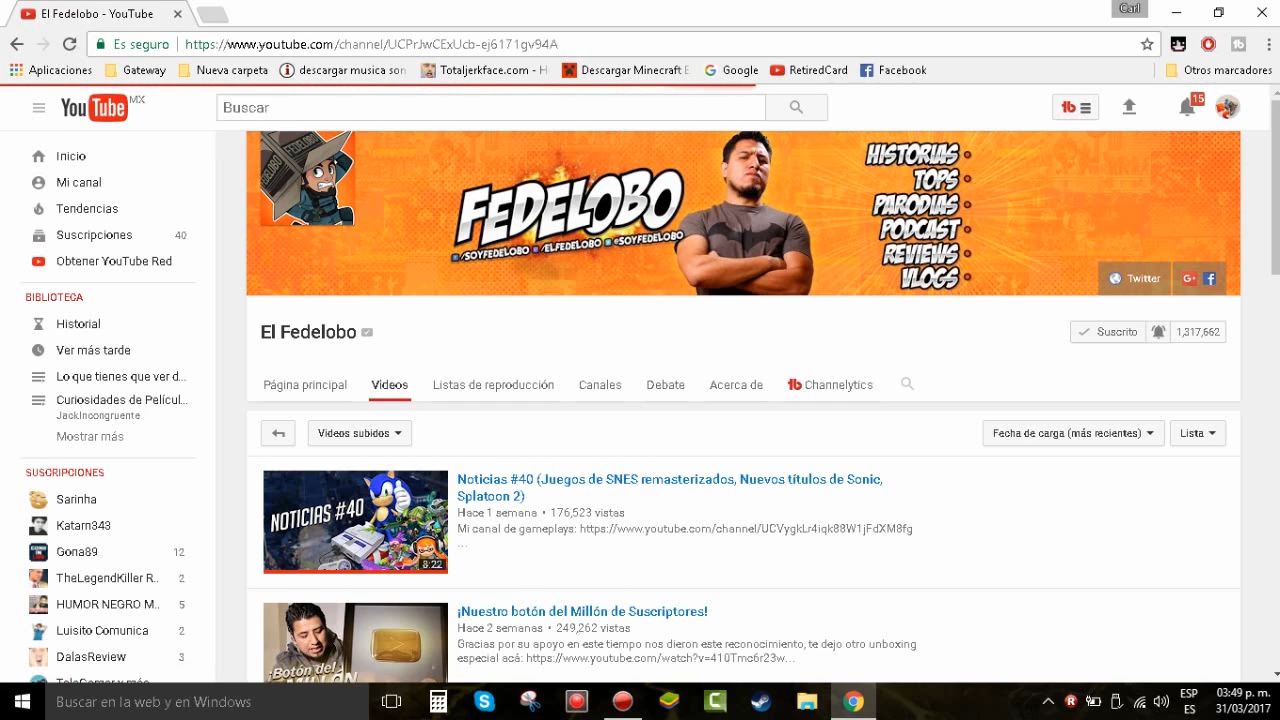 El Fedelobo - YouTube
Carl
Es seguro
https://www.youtube.com/channel/UCPrJwCExUcb-ej6171gv94A
Aplicaciones
Gateway
Nueva carpeta
descargar musica son
Totaljerkface.com - H
Descargar Minecraft E
Google
RetiredCard
Facebook
Otros marcadores
YouTube MX
Buscar
15
Inicio
Mi canal
Tendencias
Suscripciones 40
Obtener YouTube Red
BIBLIOTECA
Historial
Ver más tarde
Lo que tienes que ver d...
Curiosidades de Películ...
JackIncongruente
Mostrar más
SUSCRIPCIONES
Sarinha
Katarn343
Gona89 12
TheLegendKiller R.. 2
HUMOR NEGRO M.. 5
Luisito Comunica 2
DalasReview 3
FEDELOBO
FEDELOBO
/SOYFEDELOBO /ELFEDELOBO @SOYFEDELOBO
HISTORIAS
TOPS
PARODIAS
PODCAST
REVIEWS
VLOGS
Twitter
El Fedelobo
Suscrito 1,317,662
Página principal
Videos
Listas de reproducción
Canales
Debate
Acerca de
Channelytics
Videos subidos
Fecha de carga (más recientes)
Lista
NOTICIAS #40
8:22
Noticias #40 (Juegos de SNES remasterizados, Nuevos títulos de Sonic,
Splatoon 2)
Hace 1 semana • 176,523 vistas
Mi canal de gameplays: https://www.youtube.com/channel/UCVygkLr4iqk88W1jFdXM8fg
...
¡Botón del
MILLÓN
¡Nuestro botón del Millón de Suscriptores!
Hace 2 semanas • 249,262 vistas
Gracias por su apoyo en este tiempo nos dieron este reconocimiento, te dejo otro unboxing
especial acá: https://www.youtube.com/watch?v=410Tmc6r23w...
Buscar en la web y en Windows
ESP
ES
03:49 p. m.
31/03/2017